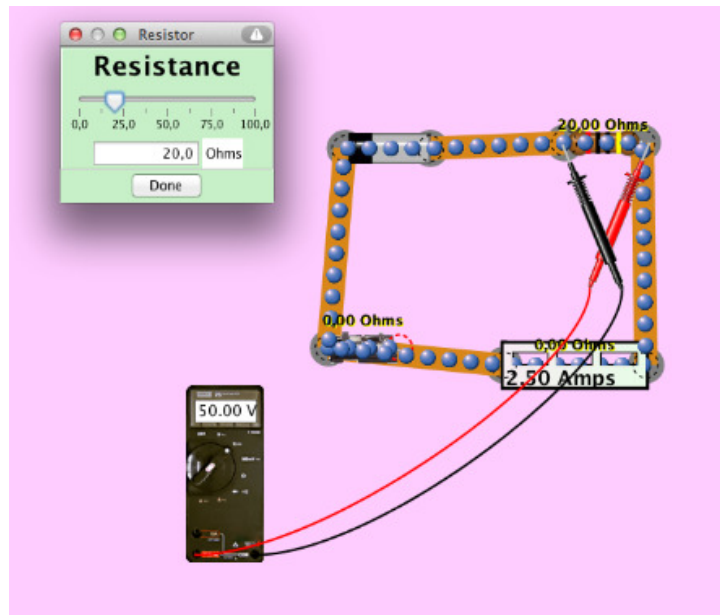 Resistor
Resistance
0,0 25,0 50,0 75,0 100,0
20,0 Ohms
Done
20,00 Ohms
0,00 Ohms
0,00 Ohms
2.50 Amps
50.00 V